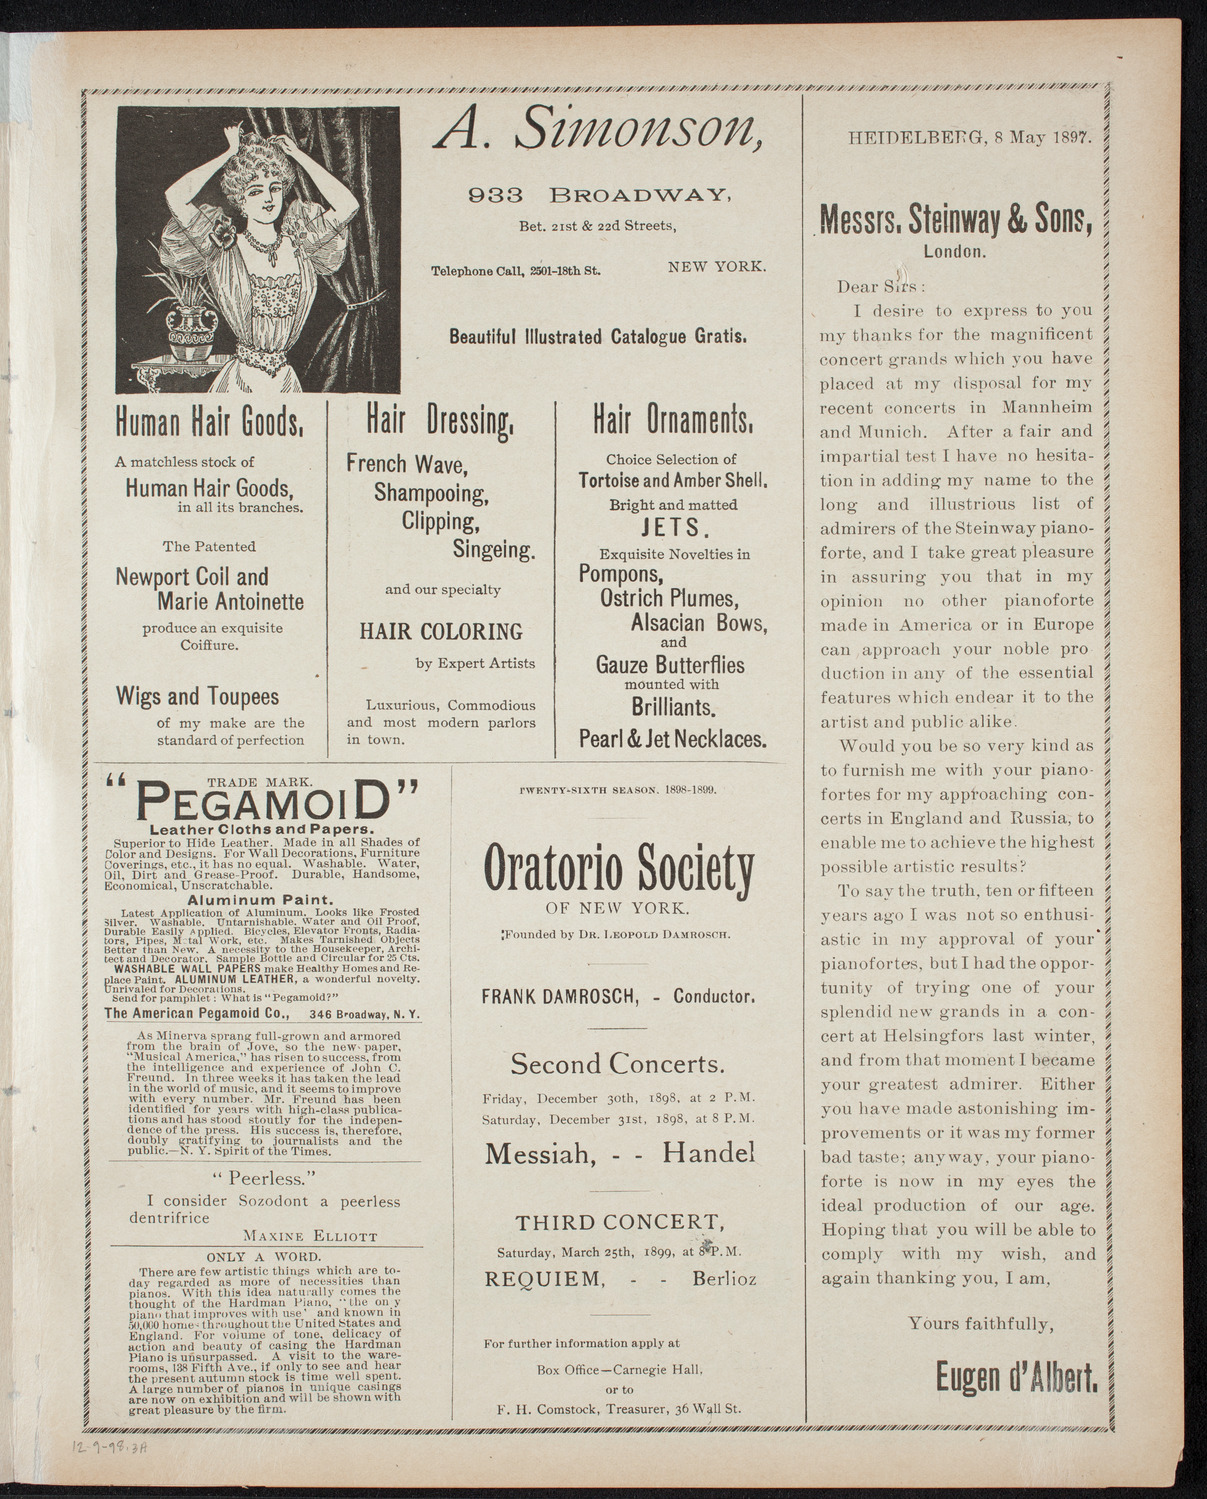 A. Simonson,
933 BROADWAY,
Bet. 21st & 22d Streets,
Telephone Call, 2501-18th St. NEW YORK.
Beautiful Illustrated Catalogue Gratis.
Human Hair Goods,
A matchless stock of
Human Hair Goods,
in all its branches.
The Patented
Newport Coil and
Marie Antoinette
produce an exquisite
Coiffure.
Wigs and Toupees
of my make are the
standard of perfection
Hair Dressing,
French Wave,
Shampooing,
Clipping,
Singeing.
and our specialty
HAIR COLORING
by Expert Artists
Luxurious, Commodious
and most modern parlors
in town.
Hair Ornaments,
Choice Selection of
Tortoise and Amber Shell.
Bright and matted
JETS.
Exquisite Novelties in
Pompons,
Ostrich Plumes,
Alsacian Bows,
and
Gauze Butterflies
mounted with
Brilliants.
Pearl & Jet Necklaces.
TRADE MARK.
"PEGAMOID"
Leather Cloths and Papers.
Superior to Hide Leather. Made in all Shades of
Color and Designs. For Wall Decorations, Furniture
Coverings, etc., it has no equal. Washable. Water,
Oil, Dirt and Grease-Proof. Durable, Handsome,
Economical, Unscratchable.
Aluminum Paint.
Latest Application of Aluminum. Looks like Frosted
Silver. Washable, Untarnishable, Water and Oil Proof,
Durable Easily Applied. Bicycles, Elevator Fronts, Radia-
tors, Pipes, Metal Work, etc. Makes Tarnished Objects
Better than New. A necessity to the Housekeeper, Archi-
tect and Decorator. Sample Bottle and Circular for 25 Cts.
WASHABLE WALL PAPERS make Healthy Homes and Re-
place Paint. ALUMINUM LEATHER, a wonderful novelty.
Unrivaled for Decorations.
Send for pamphlet: What is "Pegamoid?"
The American Pegamoid Co., 346 Broadway, N. Y.
As Minerva sprang full-grown and armored
from the brain of Jove, so the new paper,
"Musical America," has risen to success, from
the intelligence and experience of John C.
Freund. In three weeks it has taken the lead
in the world of music, and it seems to improve
with every number. Mr. Freund has been
identified for years with high-class publica-
tions and has stood stoutly for the indepen-
dence of the press. His success is, therefore,
doubly gratifying to journalists and the
public.—N. Y. Spirit of the Times.
"Peerless."
I consider Sozodont a peerless
dentrifrice
MAXINE ELLIOTT
ONLY A WORD.
There are few artistic things which are to-
day regarded as more of necessities than
pianos. With this idea naturally comes the
thought of the Hardman Piano, "the on y
piano that improves with use' and known in
50,000 homes throughout the United States and
England. For volume of tone, delicacy of
action and beauty of casing the Hardman
Piano is unsurpassed. A visit to the ware-
rooms, 138 Fifth Ave., if only to see and hear
the present autumn stock is time well spent.
A large number of pianos in unique casings
are now on exhibition and will be shown with
great pleasure by the firm.
TWENTY-SIXTH SEASON. 1898-1899.
Oratorio Society
OF NEW YORK.
Founded by DR. LEOPOLD DAMROSCH.
FRANK DAMROSCH, - Conductor.
Second Concerts.
Friday, December 30th, 1898, at 2 P.M.
Saturday, December 31st, 1898, at 8 P.M.
Messiah, - - Handel
THIRD CONCERT,
Saturday, March 25th, 1899, at 8 P.M.
REQUIEM, - - Berlioz
For further information apply at
Box Office—Carnegie Hall,
or to
F. H. Comstock, Treasurer, 36 Wall St.
HEIDELBERG, 8 May 1897.
Messrs. Steinway & Sons,
London.
Dear Sirs:
I desire to express to you
my thanks for the magnificent
concert grands which you have
placed at my disposal for my
recent concerts in Mannheim
and Munich. After a fair and
impartial test I have no hesita-
tion in adding my name to the
long and illustrious list of
admirers of the Steinway piano-
forte, and I take great pleasure
in assuring you that in my
opinion no other pianoforte
made in America or in Europe
can approach your noble pro
duction in any of the essential
features which endear it to the
artist and public alike.
Would you be so very kind as
to furnish me with your piano-
fortes for my approaching con-
certs in England and Russia, to
enable me to achieve the highest
possible artistic results?
To say the truth, ten or fifteen
years ago I was not so enthusi-
astic in my approval of your
pianofortes, but I had the oppor-
tunity of trying one of your
splendid new grands in a con-
cert at Helsingfors last winter,
and from that moment I became
your greatest admirer. Either
you have made astonishing im-
provements or it was my former
bad taste; anyway, your piano-
forte is now in my eyes the
ideal production of our age.
Hoping that you will be able to
comply with my wish, and
again thanking you, I am,
Yours faithfully,
Eugen d'Albert.
12-9-98.3A